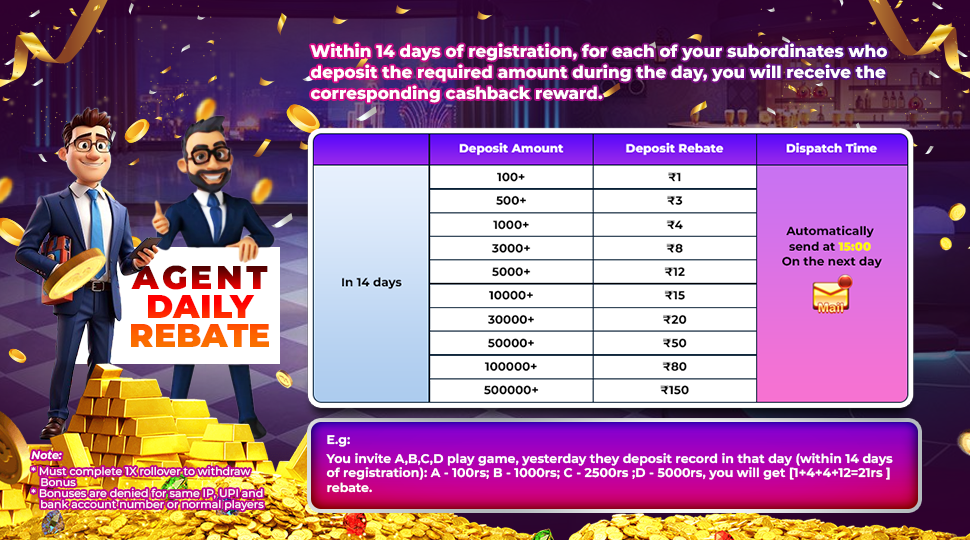 Within 14 days of registration, for each of your subordinates who
deposit the required amount during the day, you will receive the
corresponding cashback reward.
AGENT
DAILY
REBATE
Deposit Amount Deposit Rebate Dispatch Time
In 14 days
100+ ₹1
500+ ₹3
1000+ ₹4
3000+ ₹8
5000+ ₹12
10000+ ₹15
30000+ ₹20
50000+ ₹50
100000+ ₹80
500000+ ₹150
Automatically
send at 15:00
On the next day
Mail
Note:
* Must complete 1X rollover to withdraw
Bonus
* Bonuses are denied for same IP, UPI and
bank account number or normal players
E.g:
You invite A,B,C,D play game, yesterday they deposit record in that day (within 14 days
of registration): A - 100rs; B - 1000rs; C - 2500rs ;D - 5000rs, you will get [1+4+4+12=21rs ]
rebate.